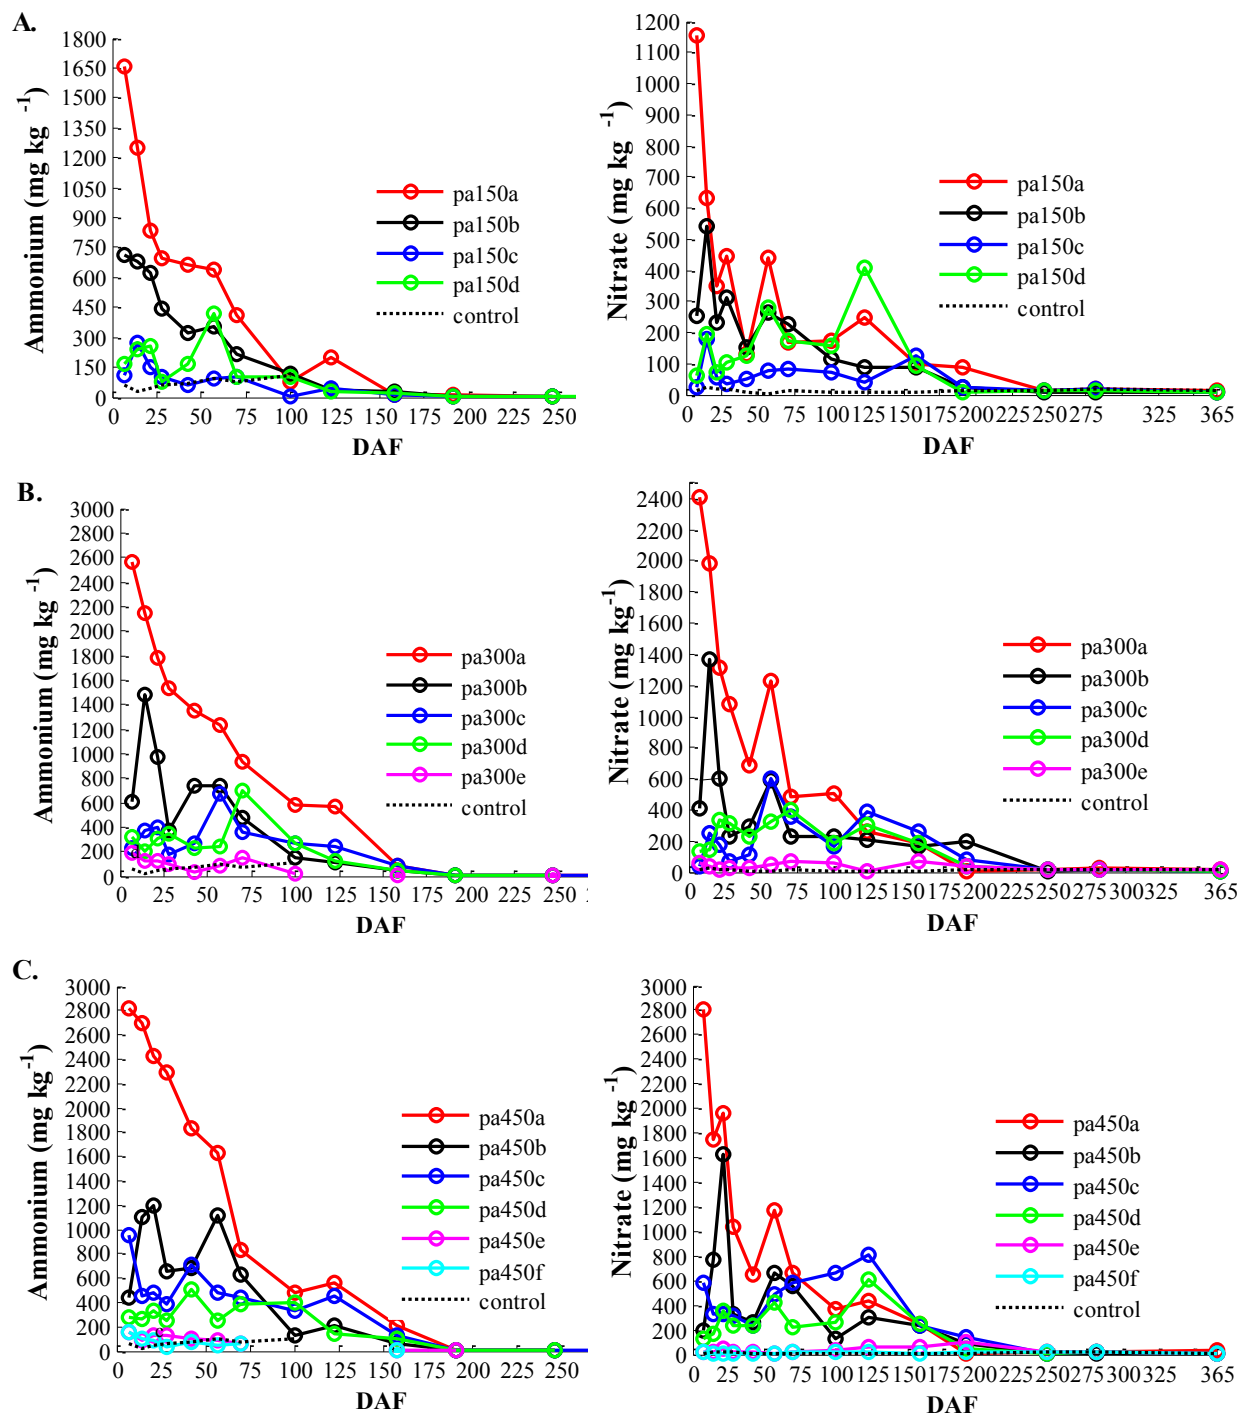 A.
Ammonium (mg kg -1)
1800
1650
1500
1350
1200
1050
900
750
600
450
300
150
0
0 25 50 75 100 125 150 175 200 225 250
DAF
pa150a
pa150b
pa150c
pa150d
control
Nitrate (mg kg -1)
1200
1100
1000
900
800
700
600
500
400
300
200
100
0
0 25 50 75 100 125 150 175 200 225 250 275 325 365
DAF
pa150a
pa150b
pa150c
pa150d
control
B.
Ammonium (mg kg -1)
3000
2800
2600
2400
2200
2000
1800
1600
1400
1200
1000
800
600
400
200
0
0 25 50 75 100 125 150 175 200 225 250
DAF
pa300a
pa300b
pa300c
pa300d
pa300e
control
Nitrate (mg kg-1)
2400
2200
2000
1800
1600
1400
1200
1000
800
600
400
200
0
0 25 50 75 100 125 150 175 200 225 250 275 300 325 365
DAF
pa300a
pa300b
pa300c
pa300d
pa300e
control
C.
Ammonium (mg kg -1)
3000
2800
2600
2400
2200
2000
1800
1600
1400
1200
1000
800
600
400
200
0
0 25 50 75 100 125 150 175 200 225 250
DAF
pa450a
pa450b
pa450c
pa450d
pa450e
pa450f
control
Nitrate (mg kg -1)
3000
2800
2600
2400
2200
2000
1800
1600
1400
1200
1000
800
600
400
200
0
0 25 50 75 100 125 150 175 200 225 250 275 300 325 365
DAF
pa450a
pa450b
pa450c
pa450d
pa450e
pa450f
control